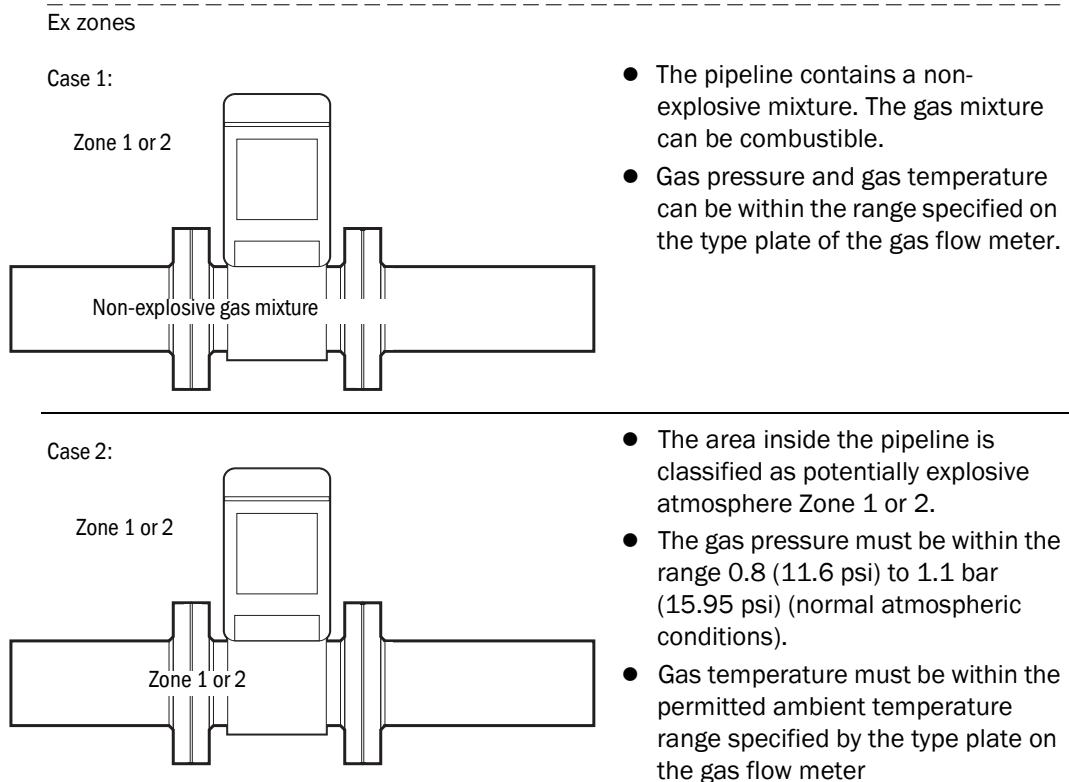 Ex zones
Case 1:
Zone 1 or 2
Non-explosive gas mixture
● The pipeline contains a non-
explosive mixture. The gas mixture
can be combustible.
● Gas pressure and gas temperature
can be within the range specified on
the type plate of the gas flow meter.
Case 2:
Zone 1 or 2
Zone 1 or 2
● The area inside the pipeline is
classified as potentially explosive
atmosphere Zone 1 or 2.
● The gas pressure must be within the
range 0.8 (11.6 psi) to 1.1 bar
(15.95 psi) (normal atmospheric
conditions).
● Gas temperature must be within the
permitted ambient temperature
range specified by the type plate on
the gas flow meter